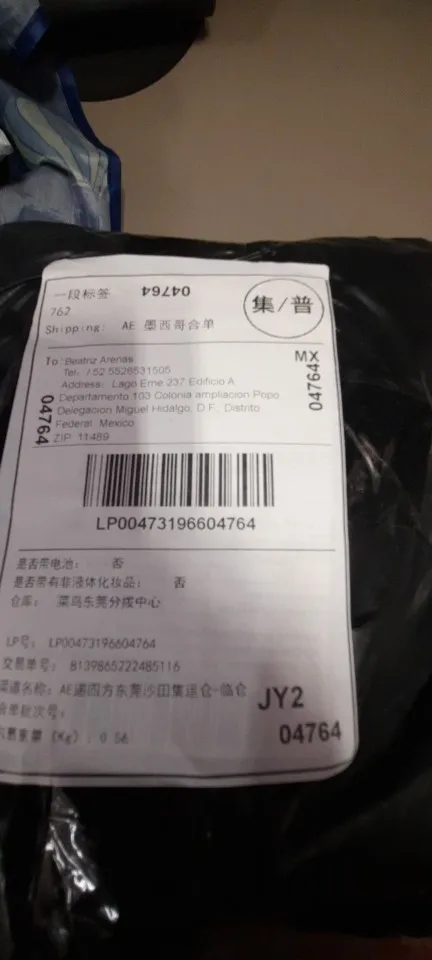 一段标签
04764
762
集/普
Shipping: AE 墨西哥合单
To: Beatriz Arenas
Tel: / 52 5526531505
Address: Lago Erne 237 Edificio A
Departamento 103 Colonia ampliacion Popo
Delegacion Miguel Hidalgo, D.F., Distrito
Federal, Mexico
ZIP 11489
MX
04764
04764
LP00473196604764
是否带电池: 否
是否带有非液体化妆品: 否
仓库: 菜鸟东莞分拨中心
LP号: LP00473196604764
交易单号: 8139865222485116
渠道名称: AE递四方东莞沙田集运仓-临仓
合单批次号:
重量 (Kg): 0.56
JY2
04764